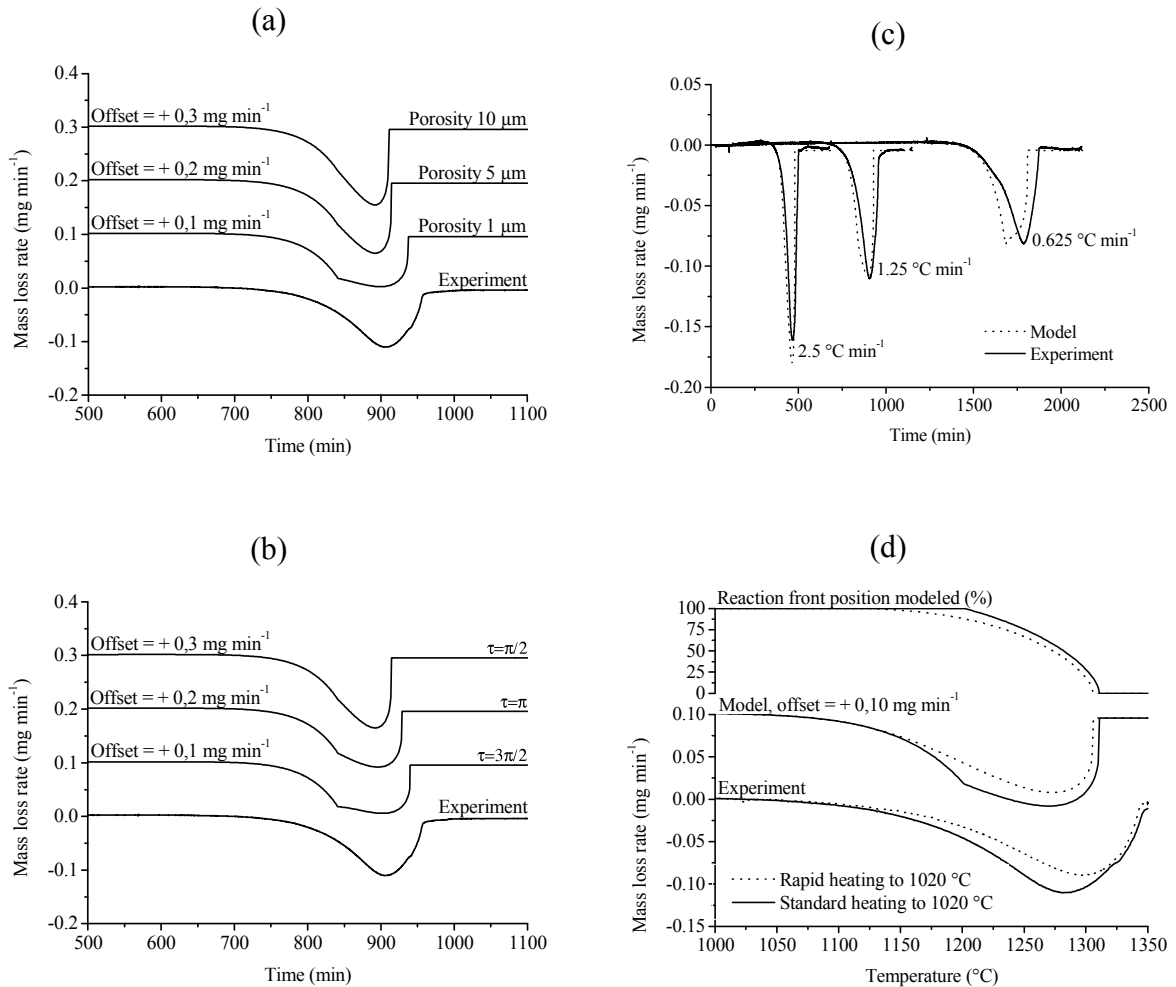 (a)
0.4
0.3
0.2
0.1
0.0
-0.1
-0.2
Mass loss rate (mg min⁻¹)
Offset = + 0,3 mg min⁻¹
Porosity 10 μm
Offset = + 0,2 mg min⁻¹
Porosity 5 μm
Offset = + 0,1 mg min⁻¹
Porosity 1 μm
Experiment
500 600 700 800 900 1000 1100
Time (min)
(c)
0.05
0.00
-0.05
-0.10
-0.15
-0.20
Mass loss rate (mg min⁻¹)
0.625 °C min⁻¹
1.25 °C min⁻¹
2.5 °C min⁻¹
Model
Experiment
0 500 1000 1500 2000 2500
Time (min)
(b)
0.4
0.3
0.2
0.1
0.0
-0.1
-0.2
Mass loss rate (mg min⁻¹)
Offset = + 0,3 mg min⁻¹
τ=π/2
Offset = + 0,2 mg min⁻¹
τ=π
Offset = + 0,1 mg min⁻¹
τ=3π/2
Experiment
500 600 700 800 900 1000 1100
Time (min)
(d)
Reaction front position modeled (%)
100
75
50
25
0
Model, offset = + 0,10 mg min⁻¹
0.10
0.05
Experiment
0.00
-0.05
-0.10
-0.15
Mass loss rate (mg min⁻¹)
Rapid heating to 1020 °C
Standard heating to 1020 °C
1000 1050 1100 1150 1200 1250 1300 1350
Temperature (°C)